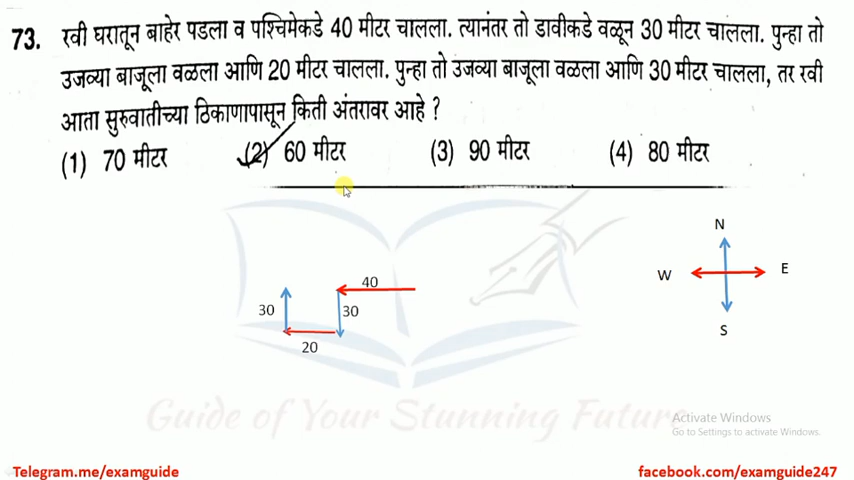 73. रवी घरातून बाहेर पडला व पश्चिमेकडे 40 मीटर चालला. त्यानंतर तो डावीकडे वळून 30 मीटर चालला. पुन्हा तो
उजव्या बाजूला वळला आणि 20 मीटर चालला. पुन्हा तो उजव्या बाजूला वळला आणि 30 मीटर चालला, तर रवी
आता सुरुवातीच्या ठिकाणापासून किती अंतरावर आहे ?
(1) 70 मीटर (2) 60 मीटर (3) 90 मीटर (4) 80 मीटर
N
W E
S
40
30 30
20
Guide of Your Stunning Future
Activate Windows
Go to Settings to activate Windows.
Telegram.me/examguide facebook.com/examguide247